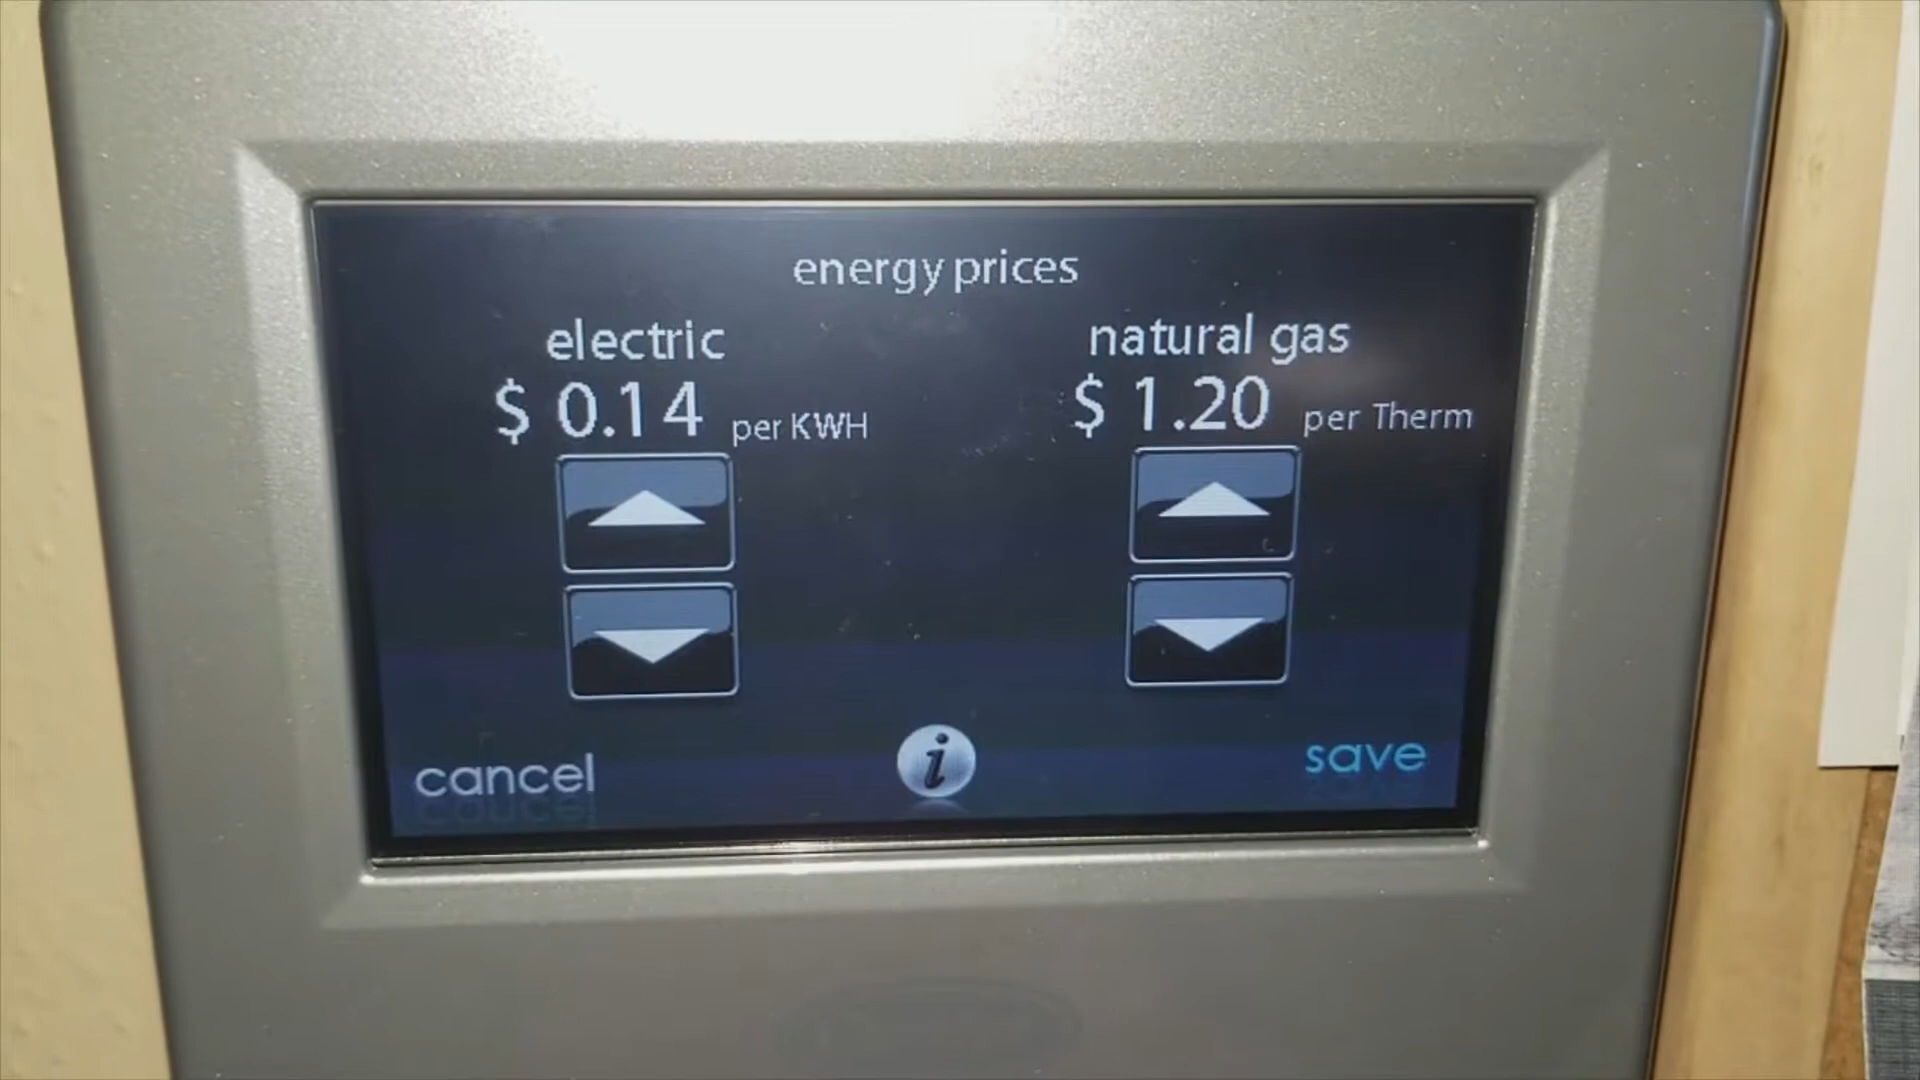 energy prices
electric
$ 0.14 per KWH
natural gas
$ 1.20 per Therm
cancel
i
save